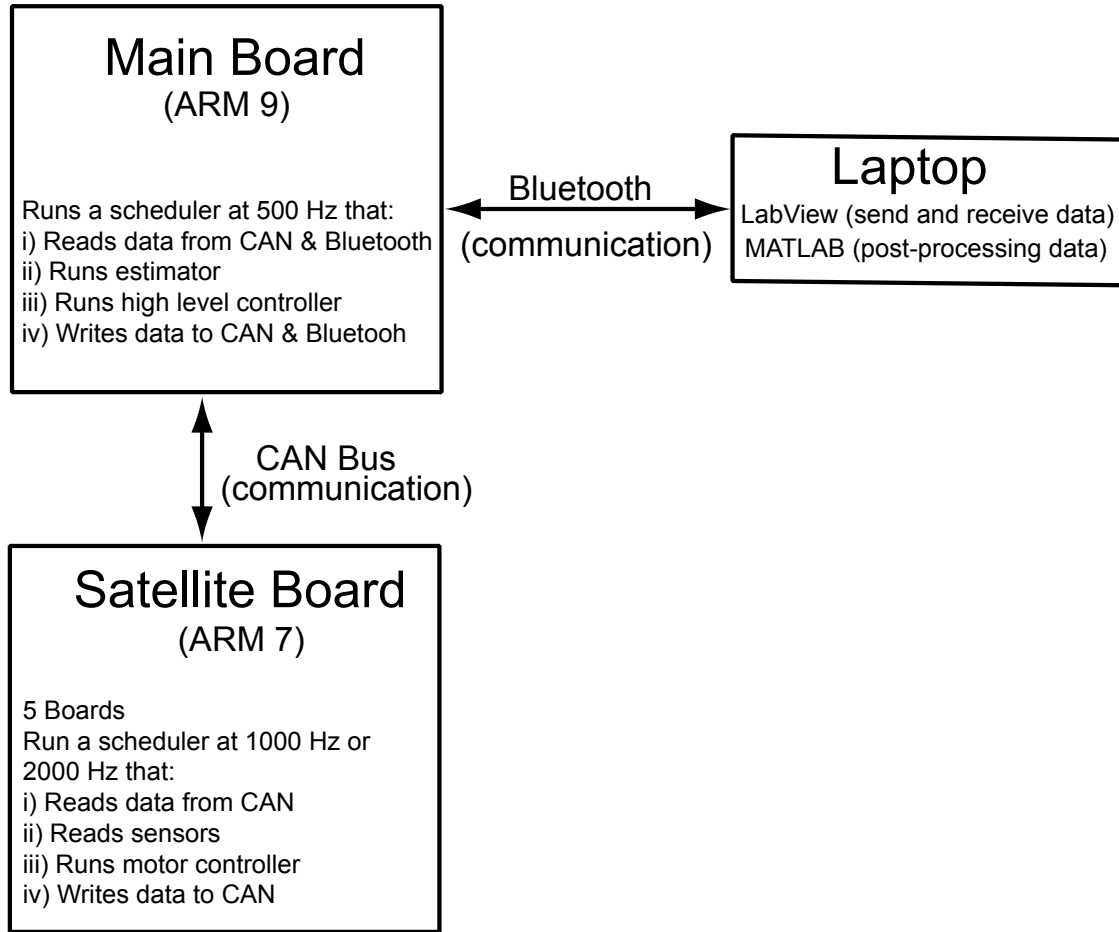 Main Board
(ARM 9)
Runs a scheduler at 500 Hz that:
i) Reads data from CAN & Bluetooth
ii) Runs estimator
iii) Runs high level controller
iv) Writes data to CAN & Bluetooh
Bluetooth
(communication)
Laptop
LabView (send and receive data)
MATLAB (post-processing data)
CAN Bus
(communication)
Satellite Board
(ARM 7)
5 Boards
Run a scheduler at 1000 Hz or
2000 Hz that:
i) Reads data from CAN
ii) Reads sensors
iii) Runs motor controller
iv) Writes data to CAN